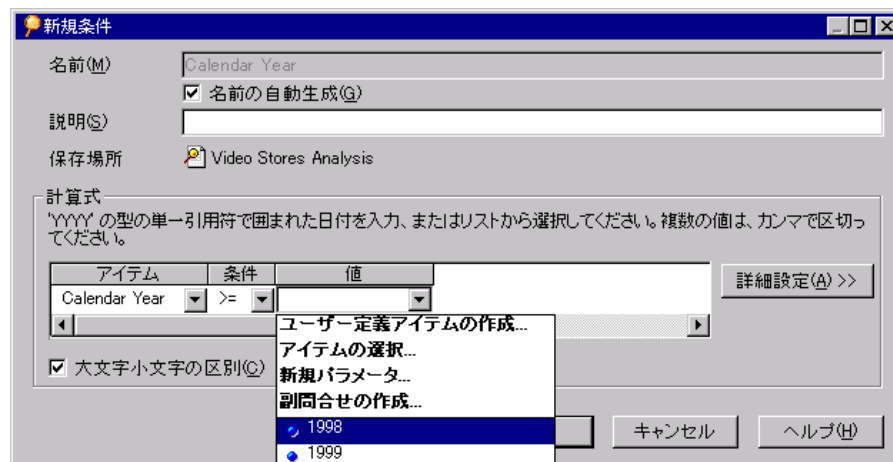 新規条件
名前(M)
Calendar Year
名前の自動生成(G)
説明(S)
保存場所
Video Stores Analysis
計算式
'YYYY' の型の単一引用符で囲まれた日付を入力、またはリストから選択してください。複数の値は、カンマで区切っ
てください。
アイテム 条件 値
Calendar Year >=
詳細設定(A) >>
ユーザー定義アイテムの作成...
アイテムの選択...
新規パラメータ...
副問合せの作成...
1998
1999
大文字小文字の区別(C)
キャンセル
ヘルプ(H)